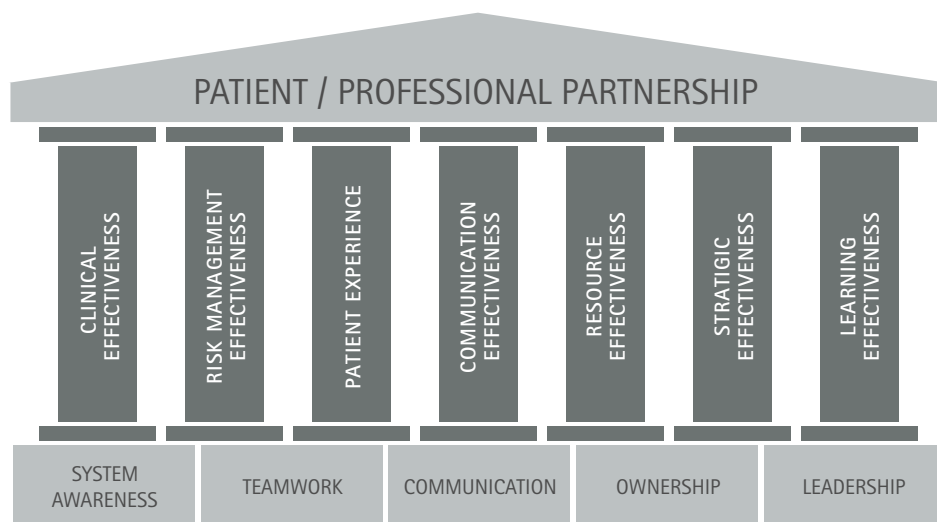 PATIENT / PROFESSIONAL PARTNERSHIP
CLINICAL
EFFECTIVENESS
RISK MANAGEMENT
EFFECTIVENESS
PATIENT EXPERIENCE
COMMUNICATION
EFFECTIVENESS
RESOURCE
EFFECTIVENESS
STRATIGIC
EFFECTIVENESS
LEARNING
EFFECTIVENESS
SYSTEM
AWARENESS
TEAMWORK
COMMUNICATION
OWNERSHIP
LEADERSHIP